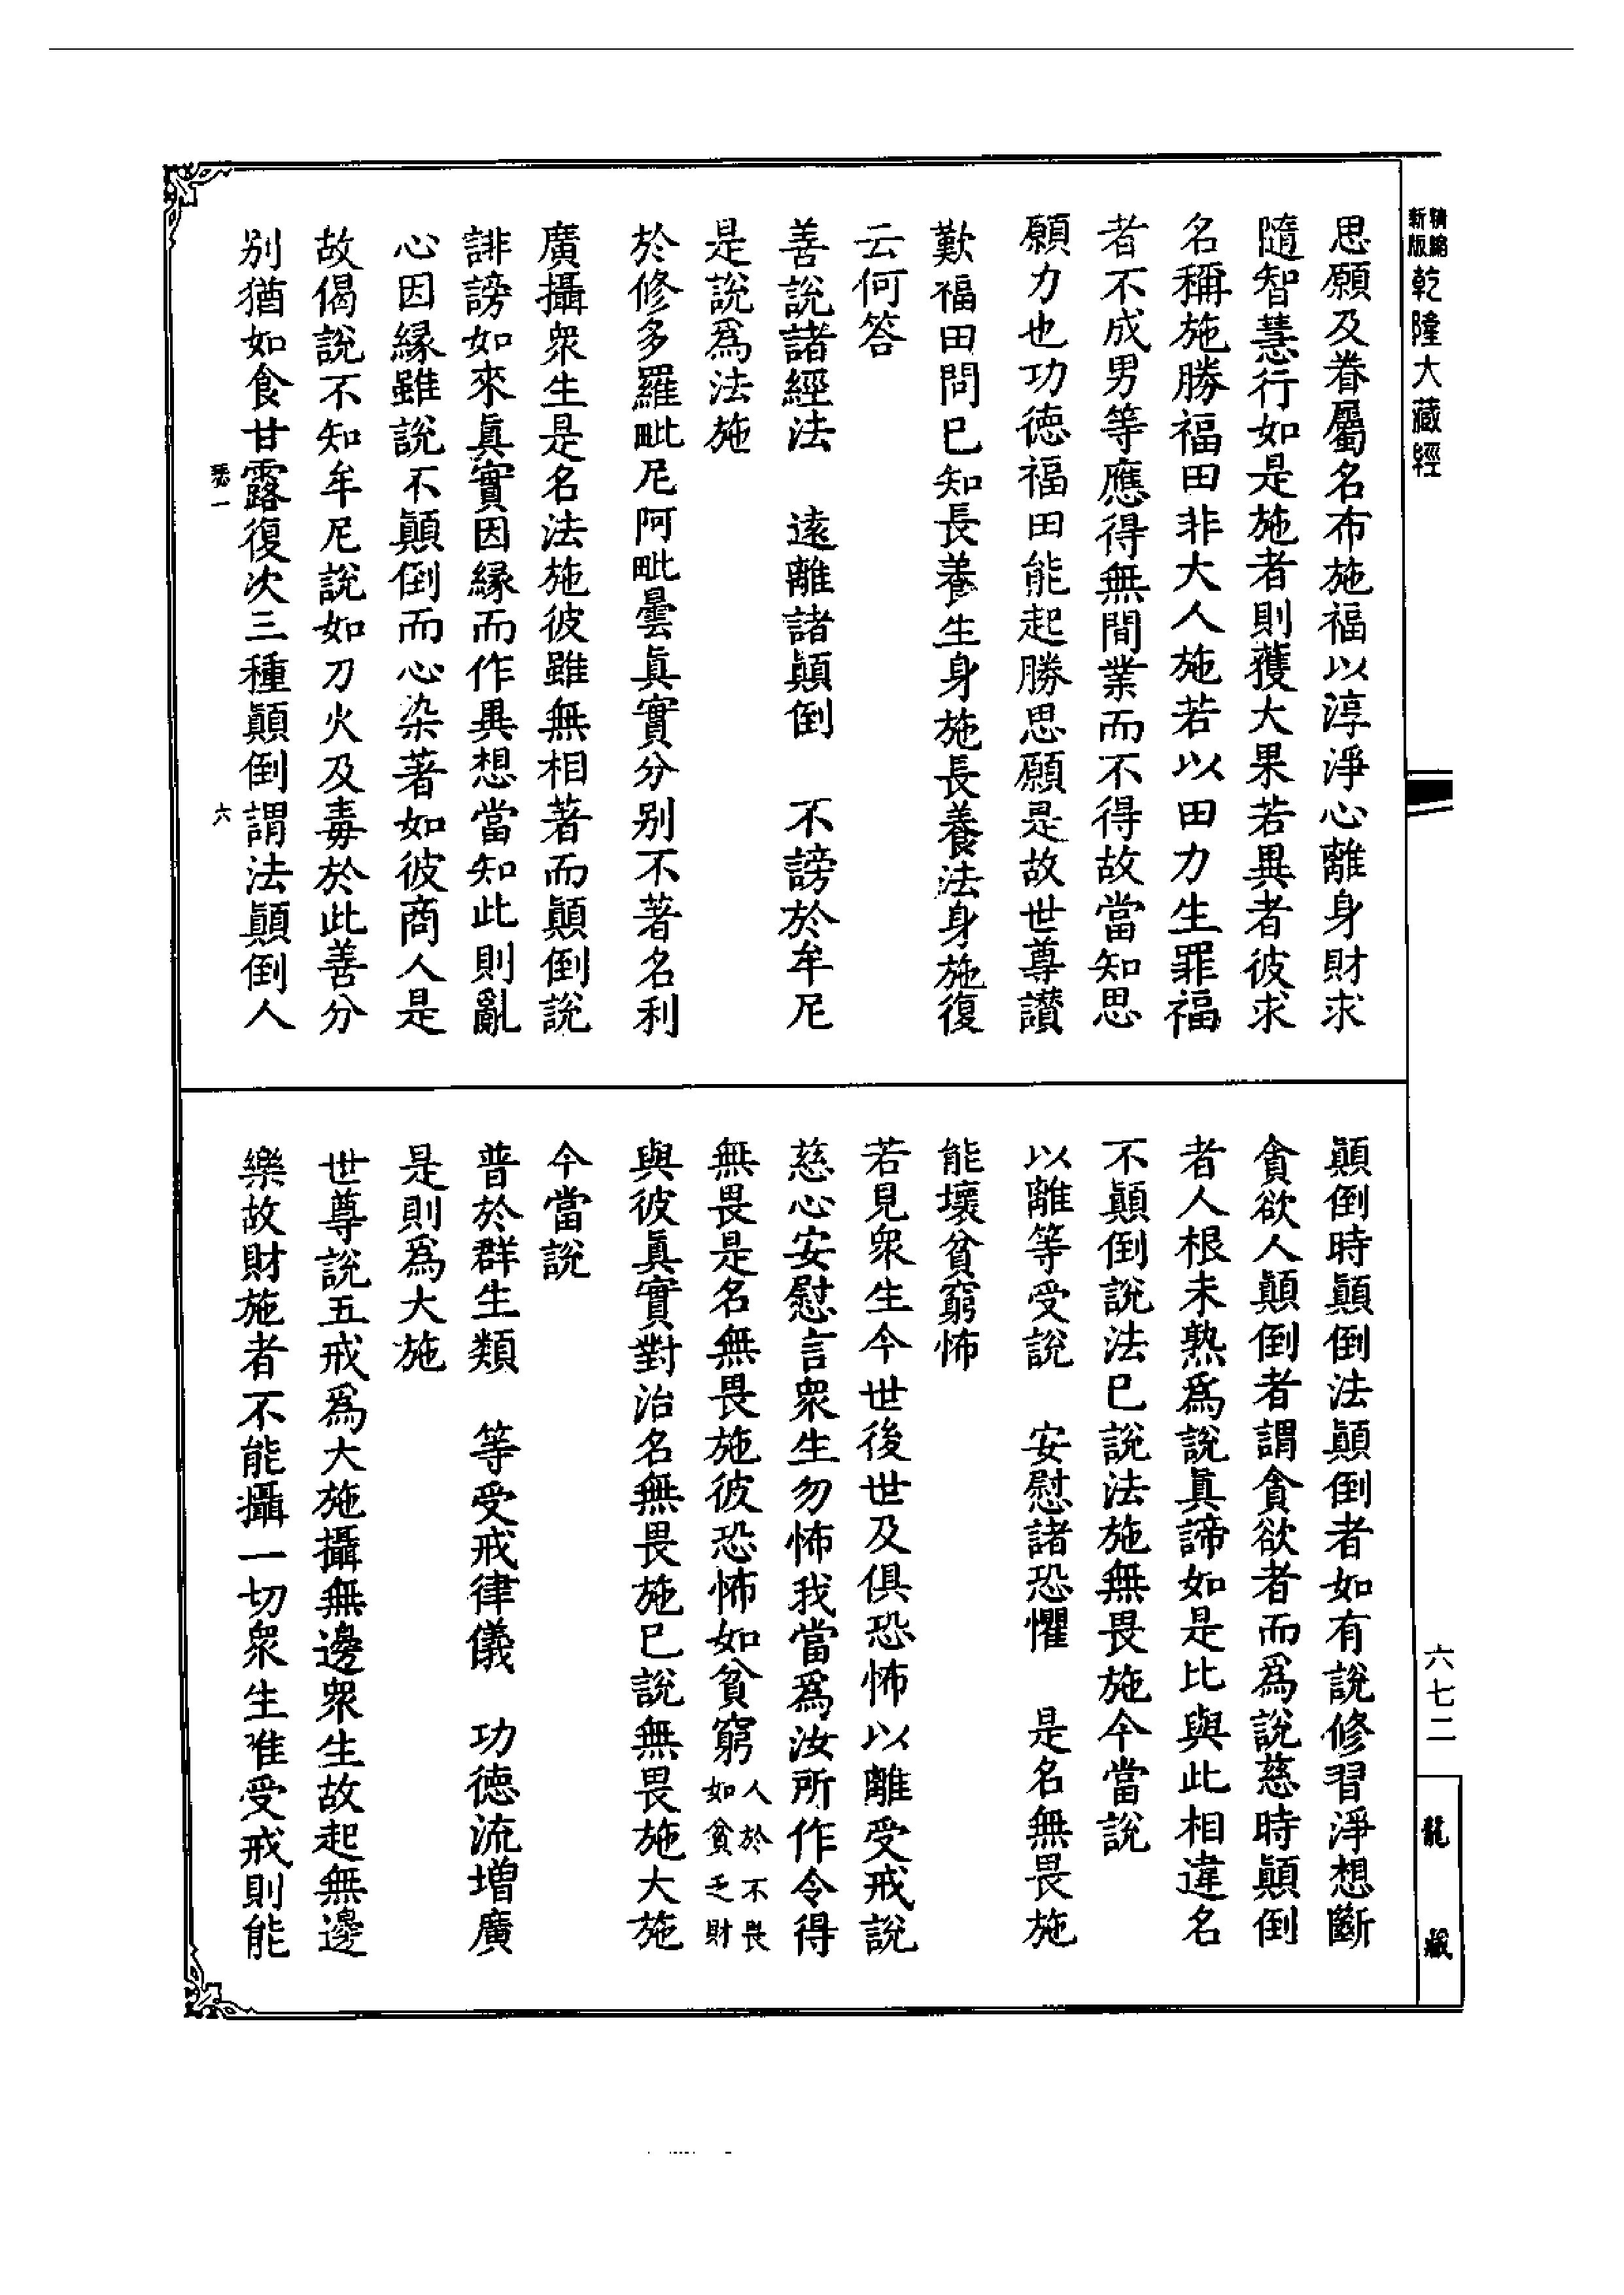 新版精縮乾隆大藏經
思願及眷屬名布施福以淳淨心離身財求
隨智慧行如是施者則獲大果若異者彼求
名稱施勝福田非大人施若以田力生罪福
者不成男等應得無間業而不得故當知思
願力也功德福田能起勝思願是故世尊讃
歎福田問已知長養生身施長養法身施復
云何答
善說諸經法　遠離諸顛倒　不謗於牟尼
是說爲法施
於修多羅毗尼阿毗曇真實分别不著名利
廣攝衆生是名法施彼雖無相著而顛倒說
誹謗如來真實因緣而作異想當知此則亂
心因緣雖說不顛倒而心染著如彼商人是
故偈說不知牟尼說如刀火及毒於此善分
别猶如食甘露復次三種顛倒謂法顛倒人
一
六
顛倒時顛倒法顛倒者如有說修習淨想斷
貪欲人顛倒者謂貪欲者而爲說慈時顛倒
者人根未熟爲說真諦如是比與此相違名
不顛倒說法已說法施無畏施今當說
以離等受說　安慰諸恐懼　是名無畏施
能壞貧窮怖
若見衆生今世後世及俱恐怖以離受戒說
慈心安慰言衆生勿怖我當爲汝所作令得
無畏是名無畏施彼恐怖如貧窮人於不畏如貪乏財
與彼真實對治名無畏施已說無畏施大施
今當說
普於群生類　等受戒律儀　功德流增廣
是則爲大施
世尊說五戒爲大施攝無邊衆生故起無邊
樂故財施者不能攝一切衆生唯受戒則能
六七二
龍藏